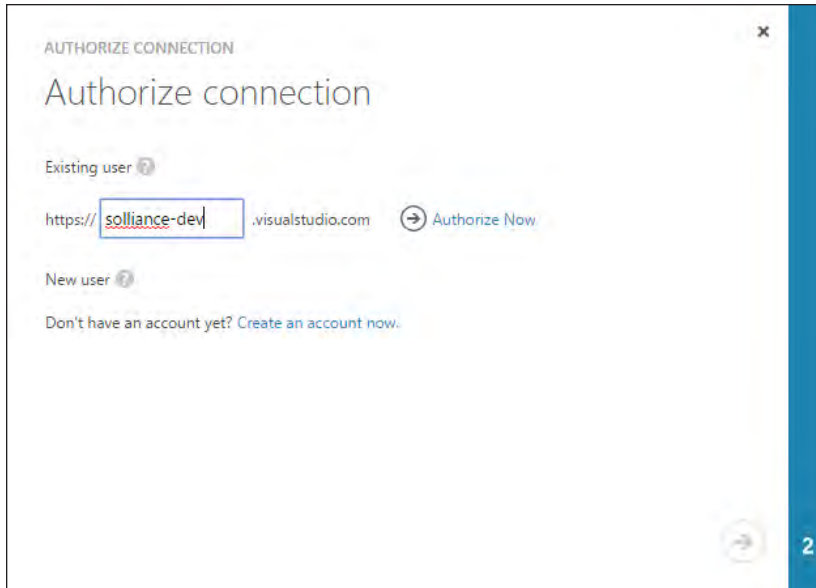 AUTHORIZE CONNECTION
Authorize connection
Existing user ?
https:// solliance-dev .visualstudio.com Authorize Now
New user ?
Don't have an account yet? Create an account now.
2